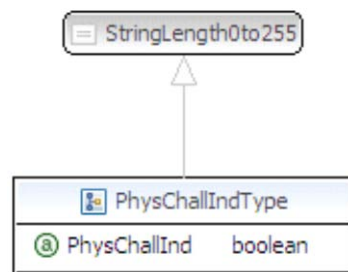 StringLength0to255
PhysChallIndType
a PhysChallInd boolean